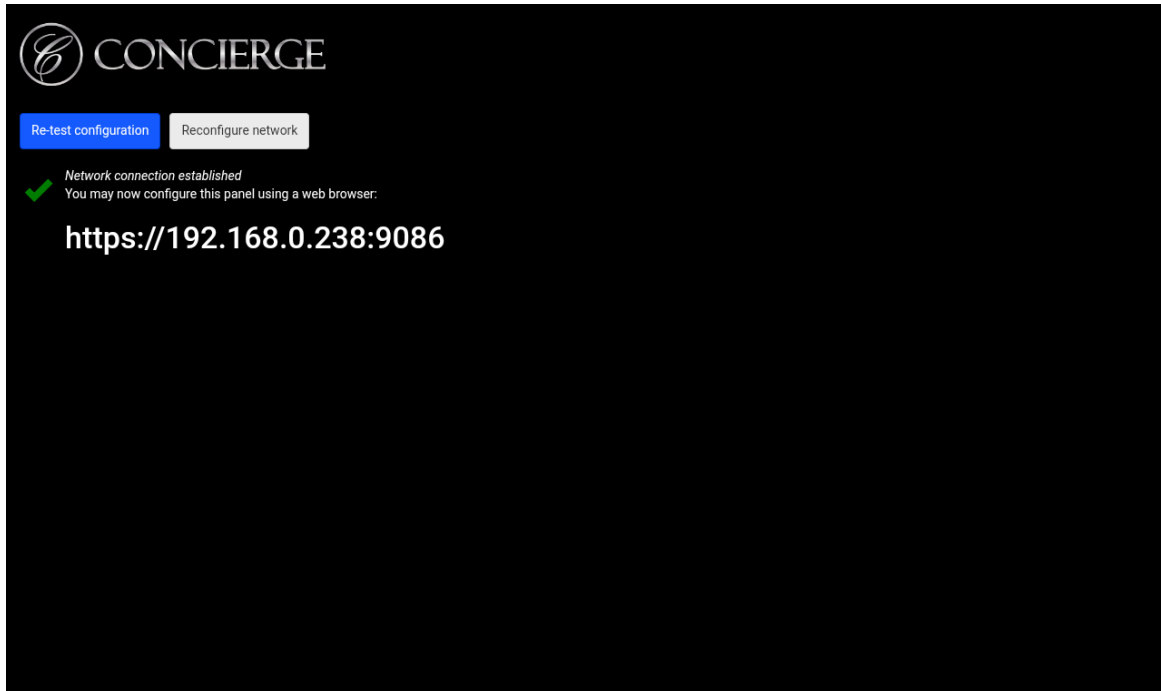 CONCIERGE
Re-test configuration
Reconfigure network
Network connection established
You may now configure this panel using a web browser:
https://192.168.0.238:9086